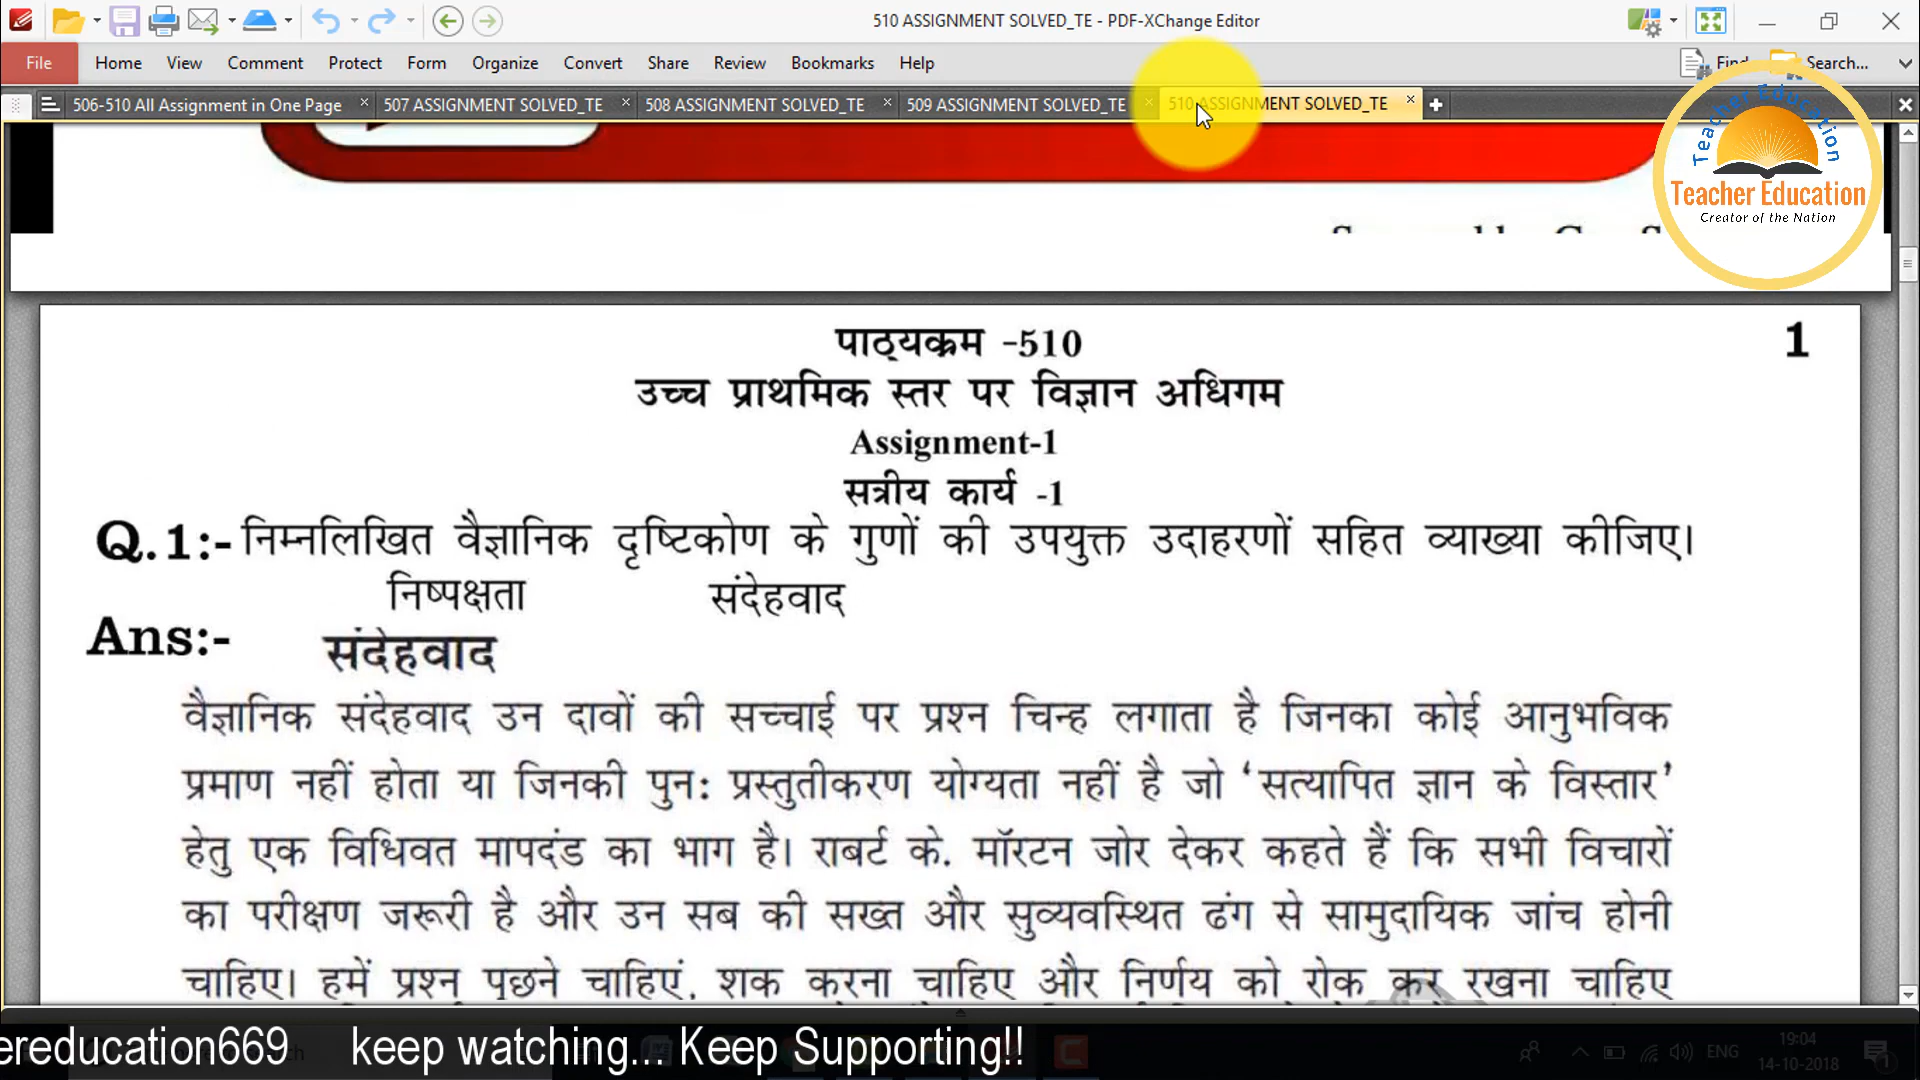 510 ASSIGNMENT SOLVED_TE - PDF-XChange Editor
File Home View Comment Protect Form Organize Convert Share Review Bookmarks Help Find Search...
506-510 All Assignment in One Page 507 ASSIGNMENT SOLVED_TE 508 ASSIGNMENT SOLVED_TE 509 ASSIGNMENT SOLVED_TE 510 ASSIGNMENT SOLVED_TE
Teacher Education
Teacher Education
Creator of the Nation
पाठ्यक्रम -510
1
उच्च प्राथमिक स्तर पर विज्ञान अधिगम
Assignment-1
सत्रीय कार्य -1
Q.1:- निम्नलिखित वैज्ञानिक दृष्टिकोण के गुणों की उपयुक्त उदाहरणों सहित व्याख्या कीजिए।
निष्पक्षता संदेहवाद
Ans:- संदेहवाद
वैज्ञानिक संदेहवाद उन दावों की सच्चाई पर प्रश्न चिन्ह लगाता है जिनका कोई आनुभविक
प्रमाण नहीं होता या जिनकी पुन: प्रस्तुतीकरण योग्यता नहीं है जो ‘सत्यापित ज्ञान के विस्तार’
हेतु एक विधिवत मापदंड का भाग है। राबर्ट के. मॉरटन जोर देकर कहते हैं कि सभी विचारों
का परीक्षण जरूरी है और उन सब की सख्त और सुव्यवस्थित ढंग से सामुदायिक जांच होनी
चाहिए। हमें प्रश्न पूछने चाहिएं, शक करना चाहिए और निर्णय को रोक कर रखना चाहिए
ereducation669 keep watching... Keep Supporting!!
ENG
19:04
14-10-2018